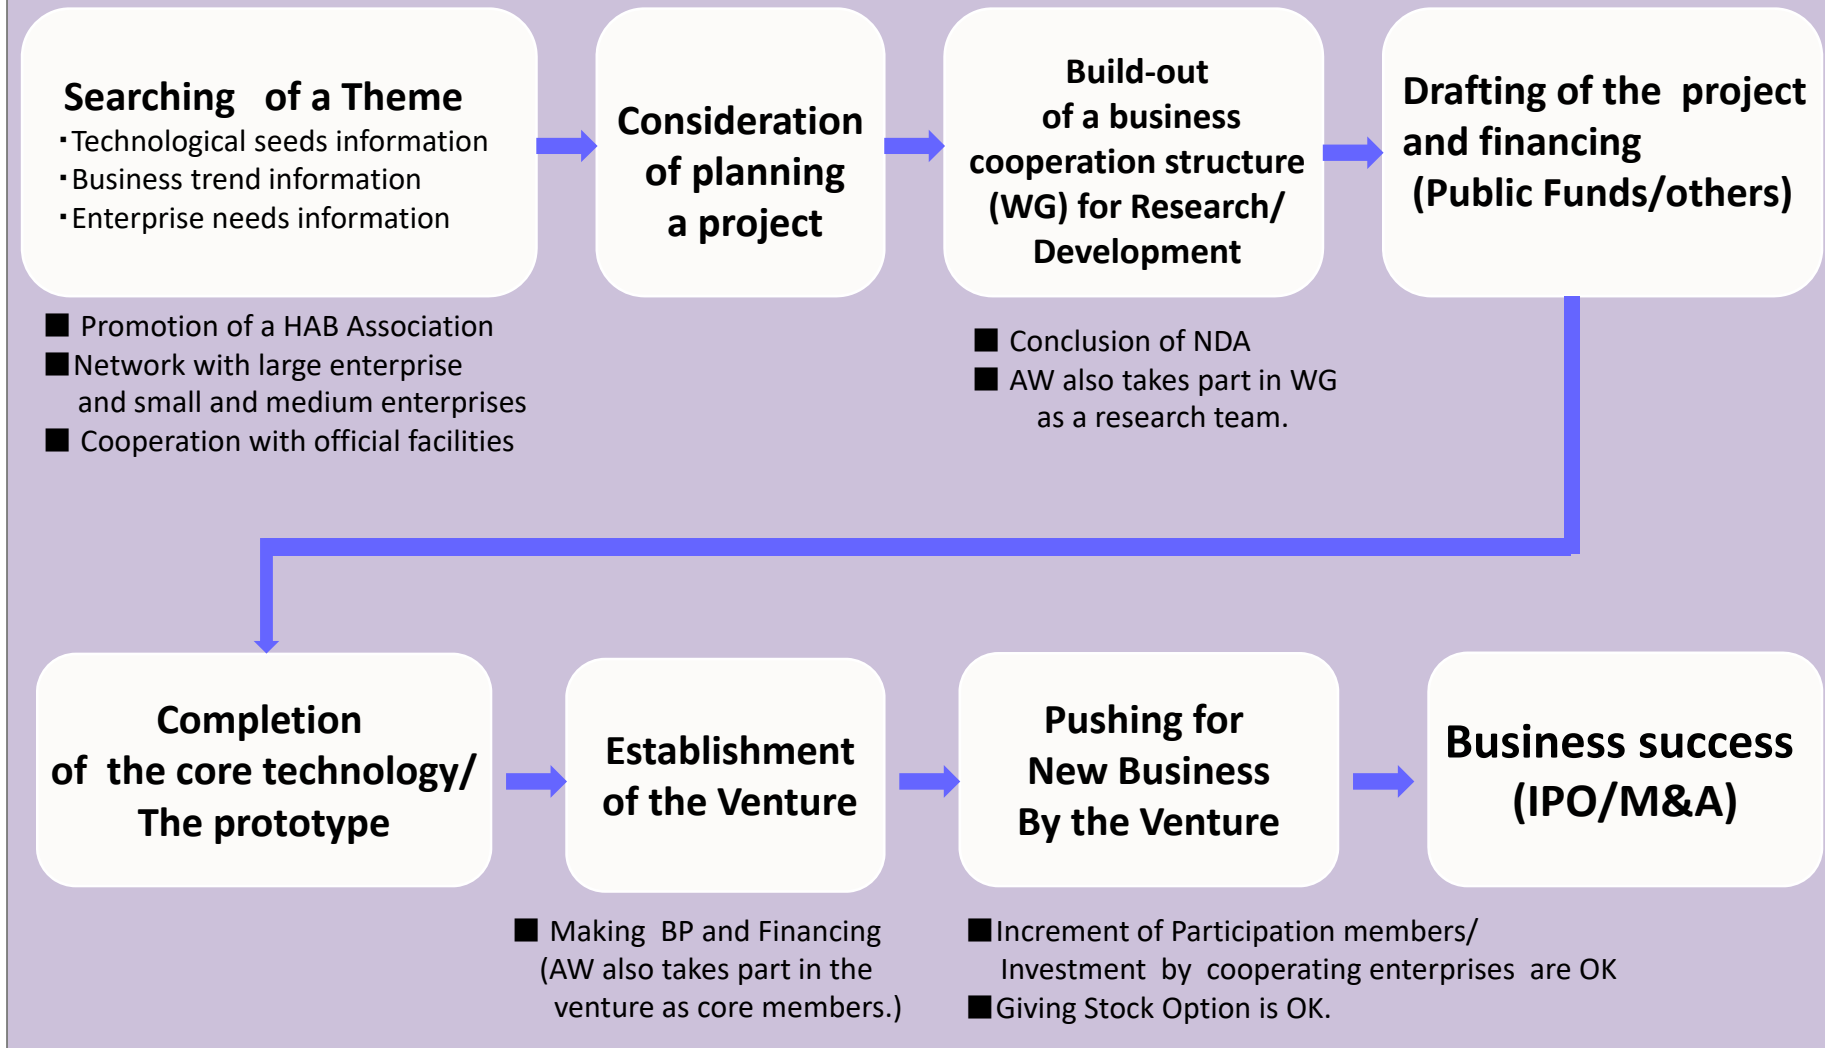 Searching of a Theme
・Technological seeds information
・Business trend information
・Enterprise needs information
Consideration
of planning
a project
Build-out
of a business
cooperation structure
(WG) for Research/
Development
Drafting of the project
and financing
(Public Funds/others)
■ Promotion of a HAB Association
■Network with large enterprise
and small and medium enterprises
■ Cooperation with official facilities
■ Conclusion of NDA
■ AW also takes part in WG
as a research team.
Completion
of the core technology/
The prototype
Establishment
of the Venture
Pushing for
New Business
By the Venture
Business success
(IPO/M&A)
■ Making BP and Financing
(AW also takes part in the
venture as core members.)
■Increment of Participation members/
Investment by cooperating enterprises are OK
■Giving Stock Option is OK.